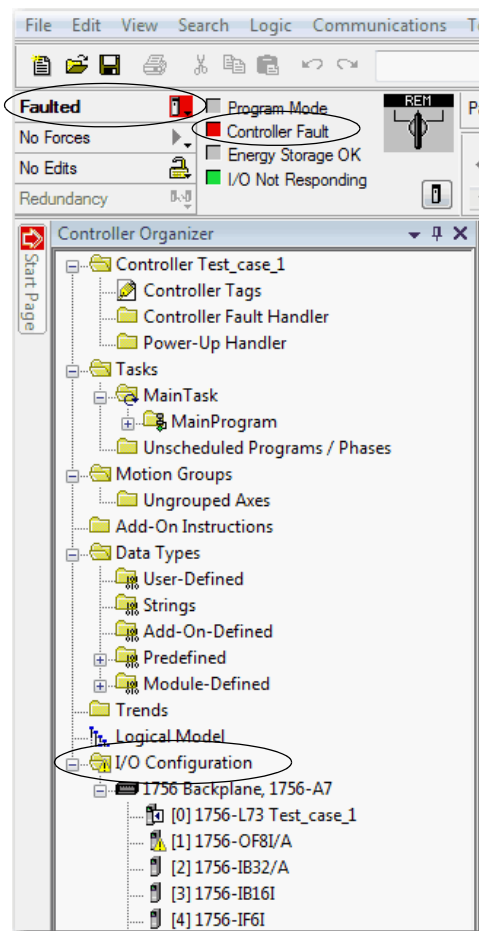 File Edit View Search Logic Communications
Faulted
No Forces
No Edits
Redundancy
Program Mode
Controller Fault
Energy Storage OK
I/O Not Responding
REM
Start Page
Controller Organizer
Controller Test_case_1
Controller Tags
Controller Fault Handler
Power-Up Handler
Tasks
MainTask
MainProgram
Unscheduled Programs / Phases
Motion Groups
Ungrouped Axes
Add-On Instructions
Data Types
User-Defined
Strings
Add-On-Defined
Predefined
Module-Defined
Trends
Logical Model
I/O Configuration
1756 Backplane, 1756-A7
[0] 1756-L73 Test_case_1
[1] 1756-OF8I/A
[2] 1756-IB32/A
[3] 1756-IB16I
[4] 1756-IF6I